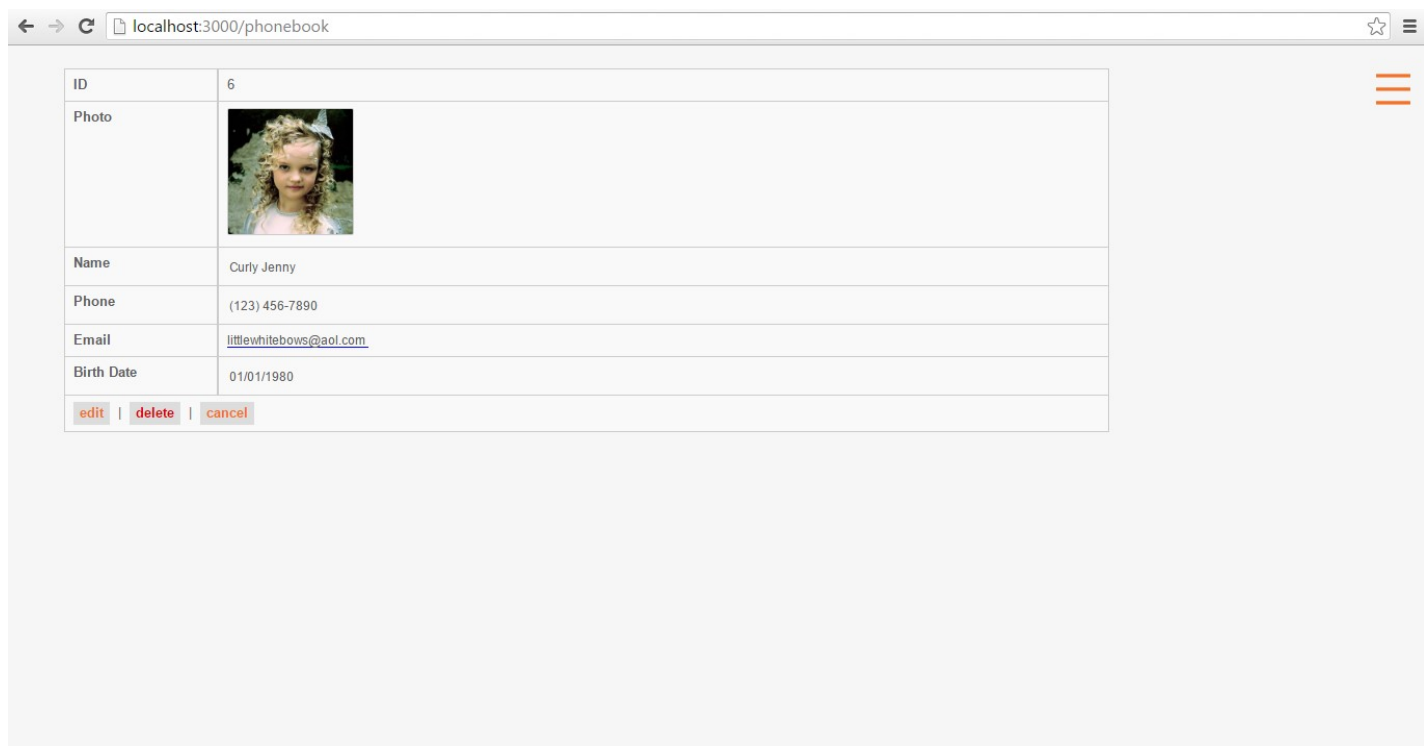 localhost:3000/phonebook
ID 6
Photo
Name Curly Jenny
Phone (123) 456-7890
Email littlewhitebows@aol.com
Birth Date 01/01/1980
edit | delete | cancel